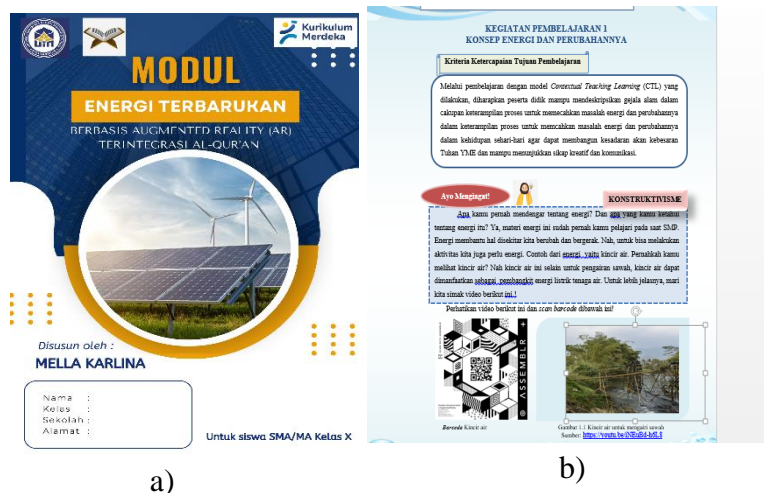 UM
Kurikulum
Merdeka
MODUL
ENERGI TERBARUKAN
BERBASIS AUGMENTED REALITY (AR)
TERINTEGRASI AL-QUR'AN
Disusun oleh :
MELLA KARLINA
Nama :
Kelas :
Sekolah :
Alamat :
Untuk siswa SMA/MA Kelas X
a)
KEGIATAN PEMBELAJARAN 1
KONSEP ENERGI DAN PERUBAHANNYA
Kriteria Ketercapaian Tujuan Pembelajaran
Melalui pembelajaran dengan model Contextual Teaching Learning (CTL) yang
dilakukan, diharapkan peserta didik mampu mendeskripsikan gejala alam dalam
cakupan keterampilan proses untuk memecahkan masalah energi dan perubahannya
dalam keterampilan proses untuk memcahkan masalah energi dan perubahannya
dalam kehidupan sehari-hari agar dapat membangun kesadaran akan kebesaran
Tuhan YME dan mampu menunjukkan sikap kreatif dan komunikasi.
Ayo Mengingat!
KONSTRUKTIVISME
Apa kamu pernah mendengar tentang energi? Dan apa yang kamu ketahui
tentang energi itu? Ya, materi energi ini sudah pernah kamu pelajari pada saat SMP.
Energi membantu hal disekitar kita berubah dan bergerak. Nah, untuk bisa melakukan
aktivitas kita juga perlu energi. Contoh dari energi, yaitu kincir air. Pernahkah kamu
melihat kincir air? Nah kincir air ini selain untuk pengairan sawah, kincir air dapat
dimanfaatkan sebagai pembangkit energi listrik tenaga air. Untuk lebih jelasnya, mari
kita simak video berikut ini.!
Perhatikan video berikut ini dan scan barcode dibawah ini!
ASSEMBLR
Barcode Kincir air
Gambar 1.1 Kincir air untuk mengairi sawah
Sumber: https://youtu.be/
b)